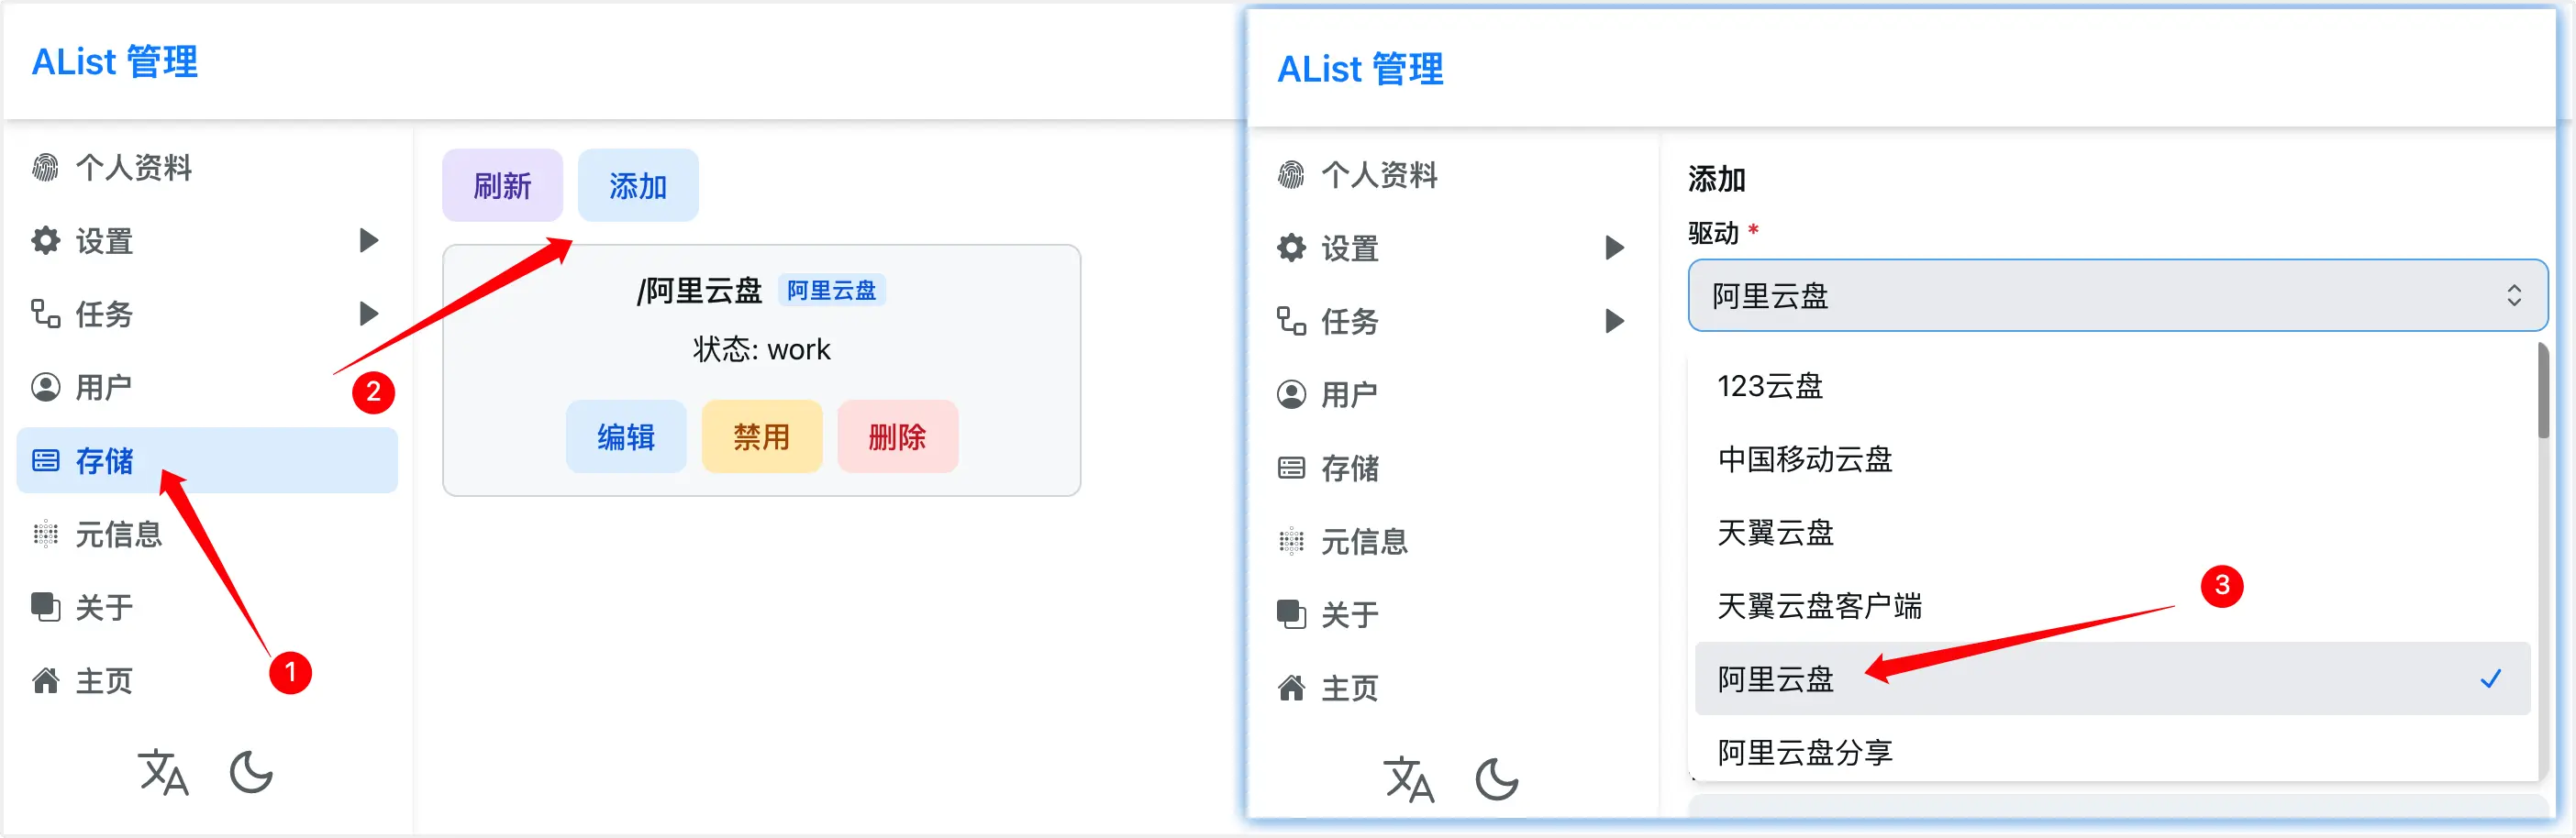 AList 管理
个人资料
设置
任务
用户
存储
元信息
关于
主页
刷新 添加
/阿里云盘 阿里云盘
状态: work
编辑 禁用 删除
1
2
AList 管理
个人资料
设置
任务
用户
存储
元信息
关于
主页
添加
驱动 *
阿里云盘
123云盘
中国移动云盘
天翼云盘
天翼云盘客户端
阿里云盘
阿里云盘分享
3